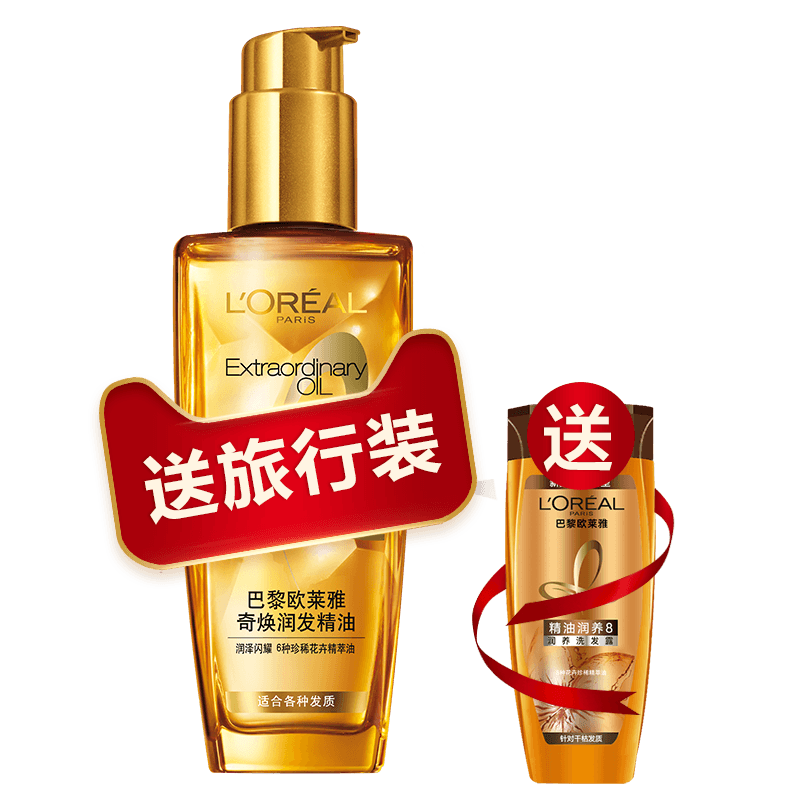 L'ORÉAL
PARIS
Extraordinary
OIL
送旅行装
巴黎欧莱雅
奇焕润发精油
润泽闪耀 6种珍稀花卉精萃油
适合各种发质
送
L'ORÉAL
PARIS
巴黎欧莱雅
精油润养8
润养洗发露
针对干枯发质